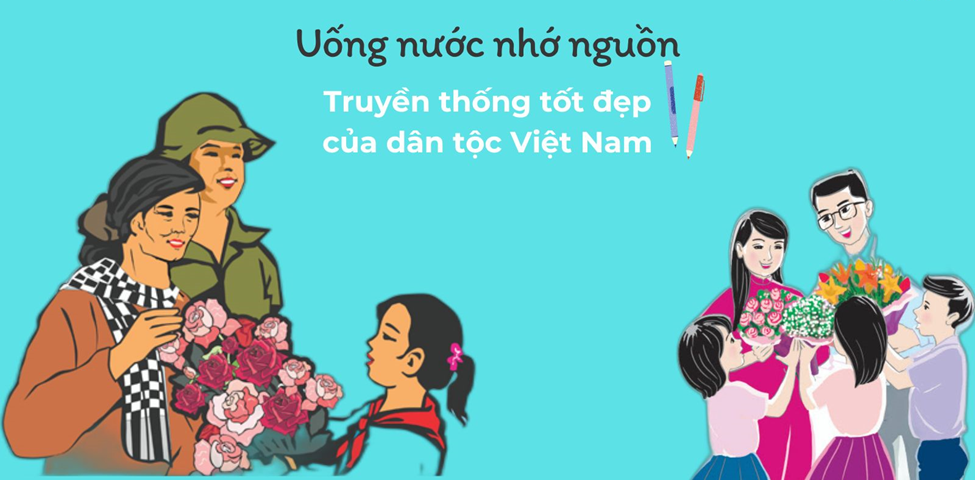 Uống nước nhớ nguồn
Truyền thống tốt đẹp
của dân tộc Việt Nam